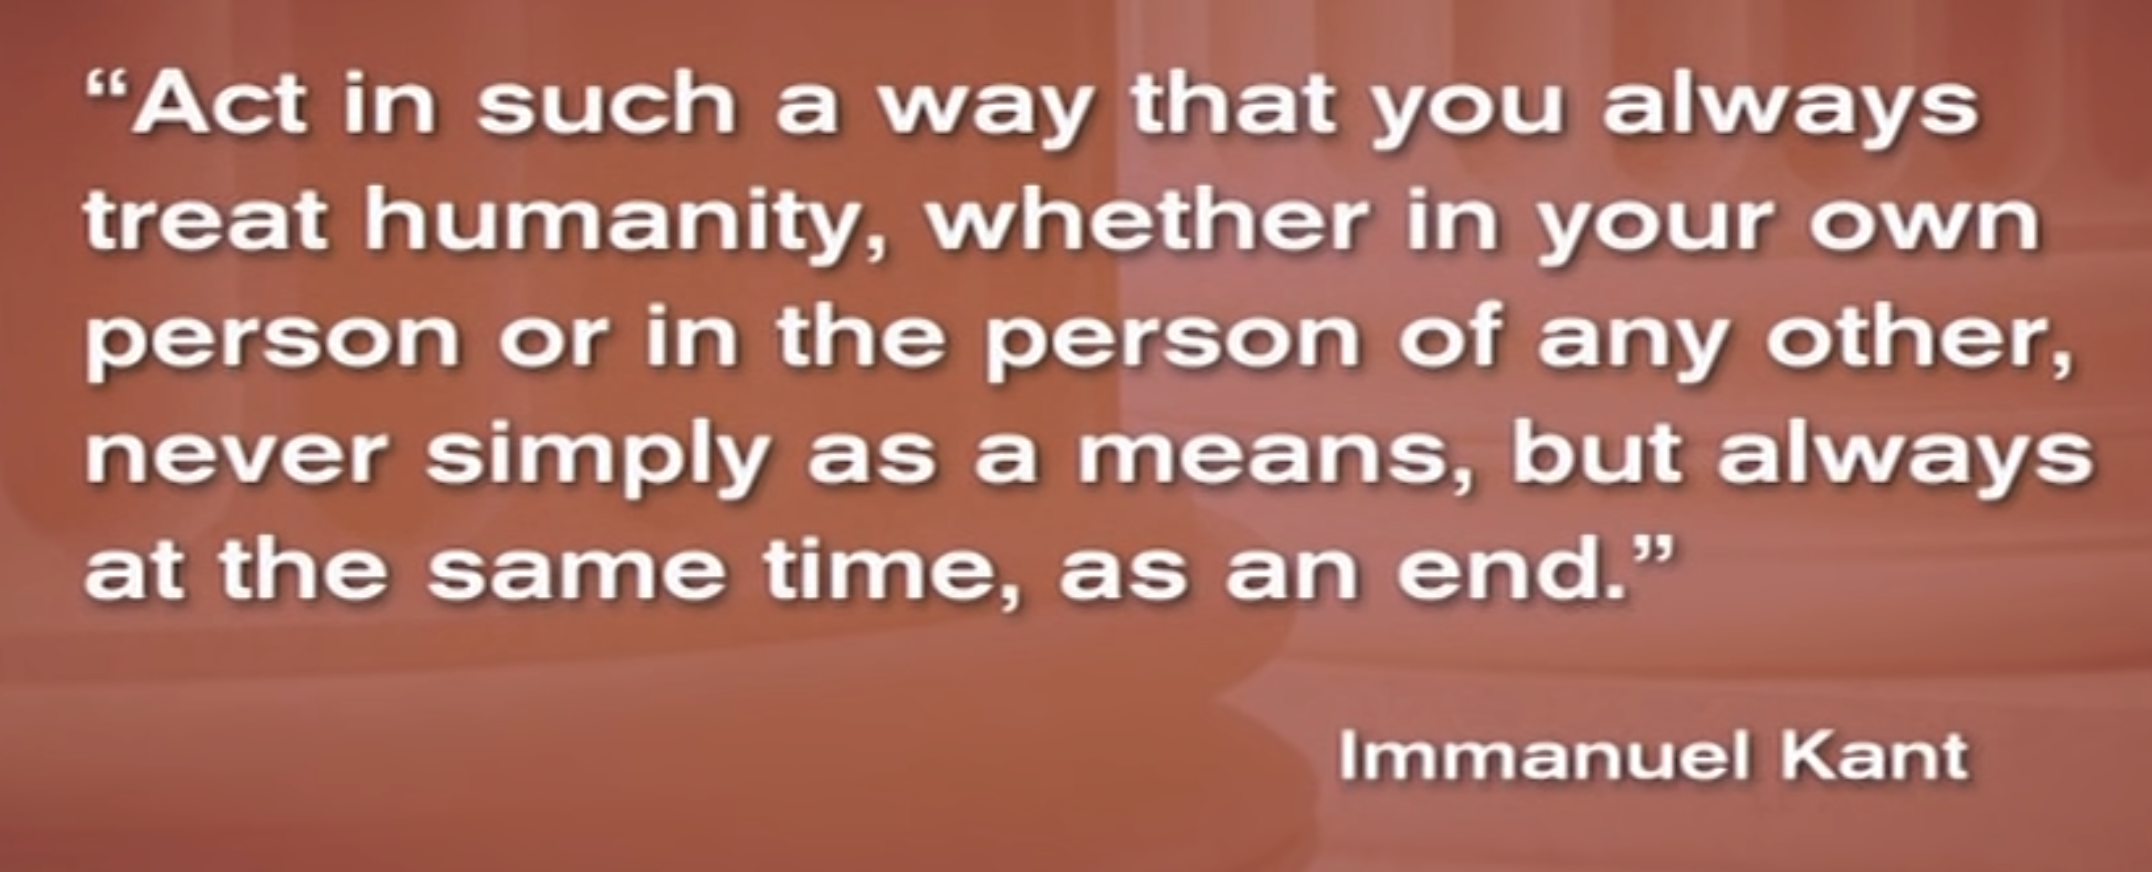 “Act in such a way that you always
treat humanity, whether in your own
person or in the person of any other,
never simply as a means, but always
at the same time, as an end.”
Immanuel Kant